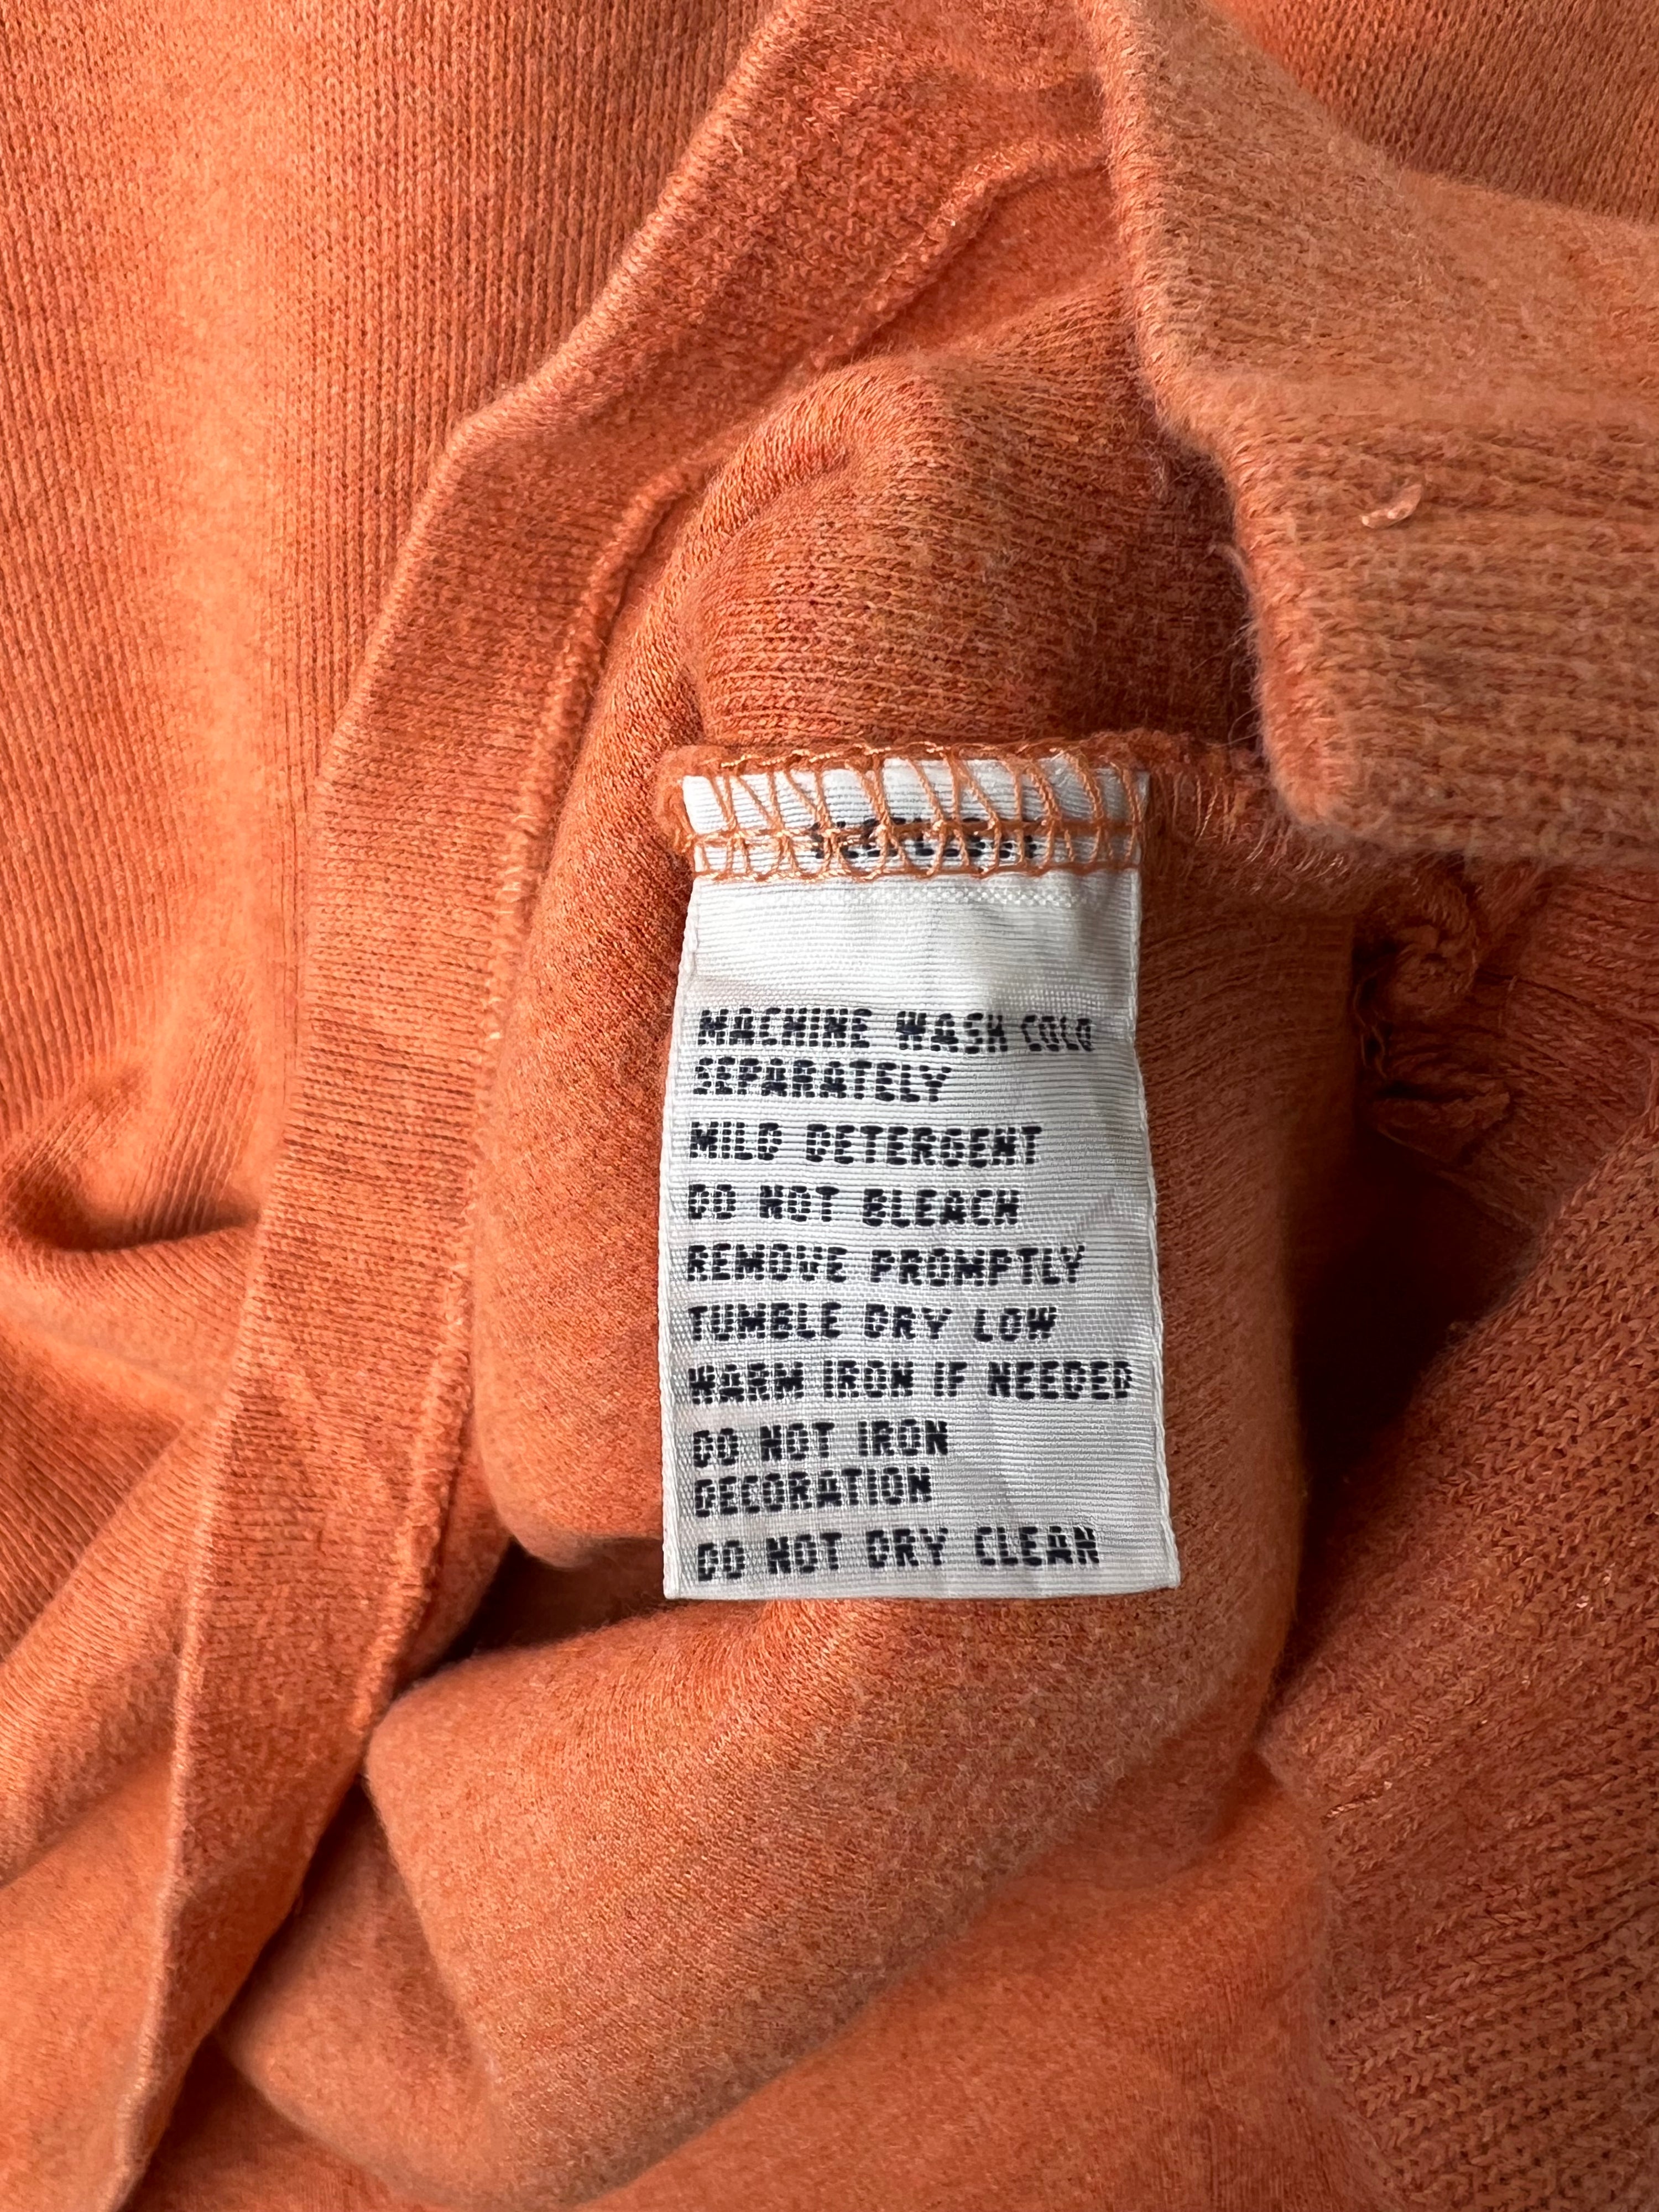 MACHINE WASH COLD
SEPARATELY
MILD DETERGENT
DO NOT BLEACH
REMOVE PROMPTLY
TUMBLE DRY LOW
WARM IRON IF NEEDED
DO NOT IRON
DECORATION
DO NOT DRY CLEAN